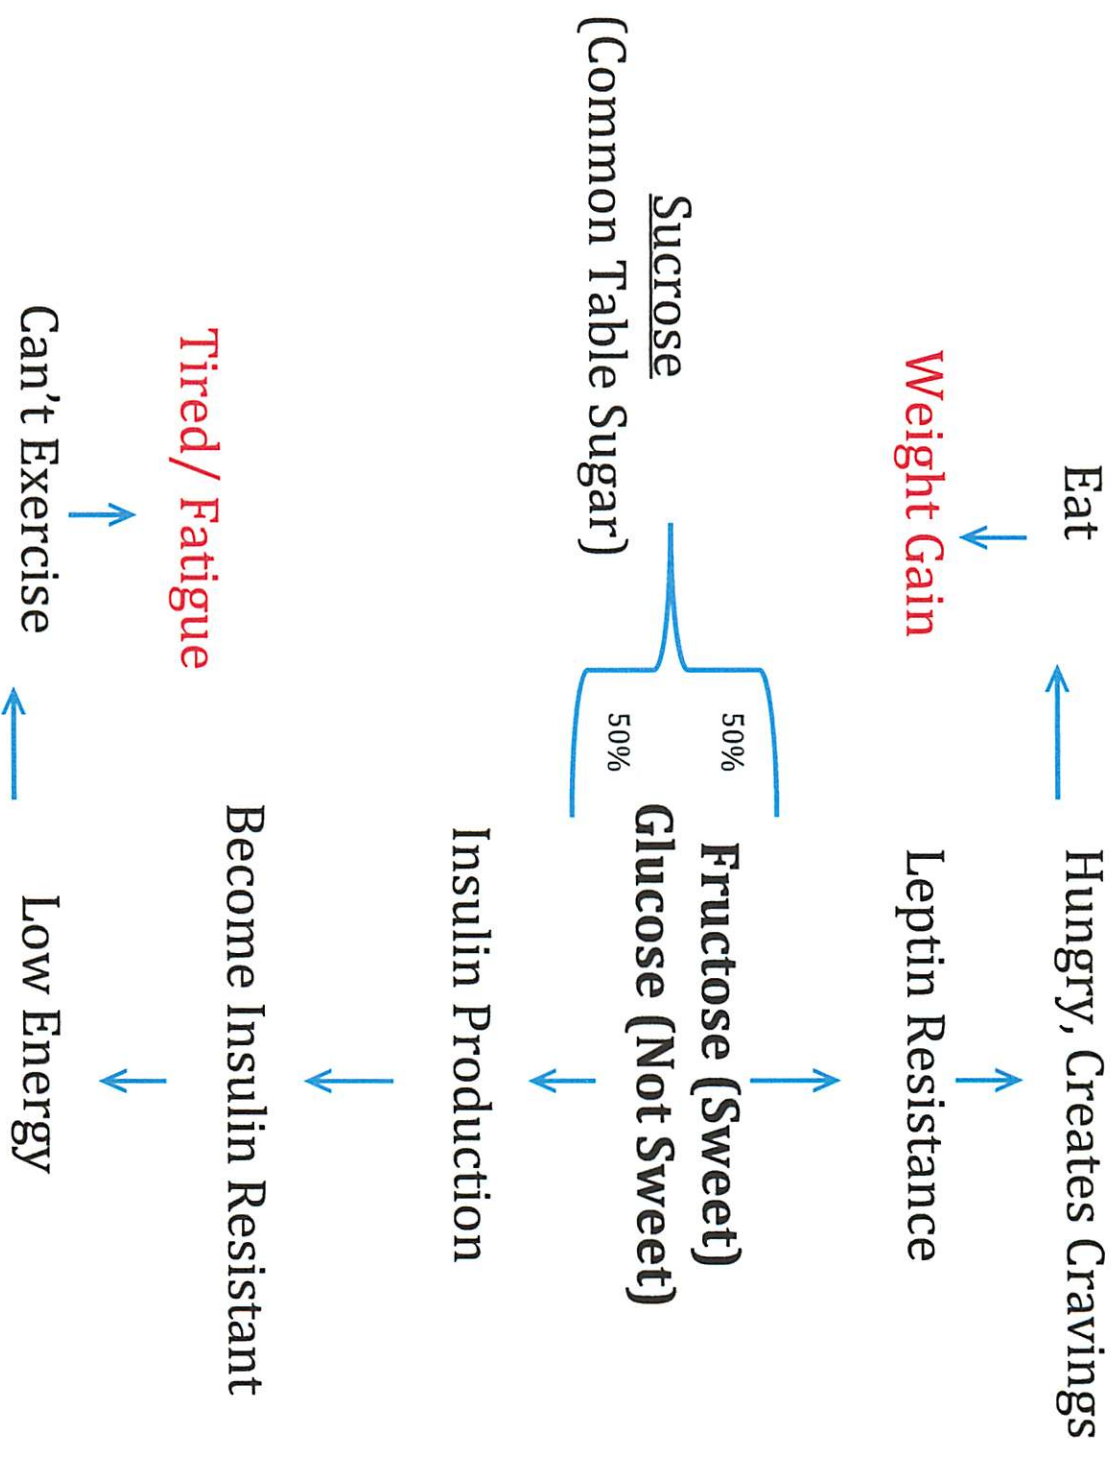 Eat
Hungry, Creates Cravings
Weight Gain
Leptin Resistance
Sucrose
(Common Table Sugar)
50%
Fructose (Sweet)
50%
Glucose (Not Sweet)
Insulin Production
Tired/ Fatigue
Become Insulin Resistant
Can't Exercise
Low Energy